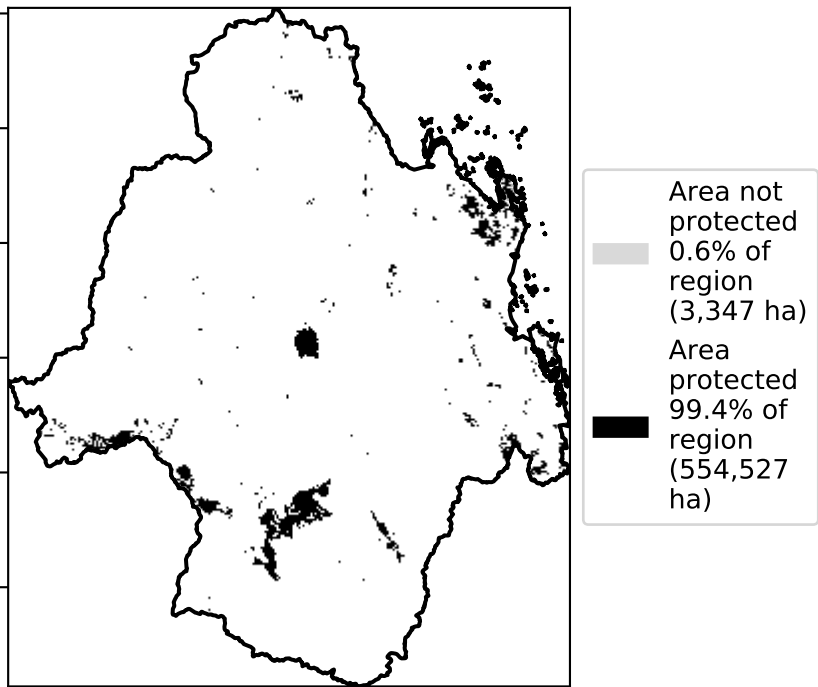 Area not
protected
0.6% of
region
(3,347 ha)
Area
protected
99.4% of
region
(554,527
ha)